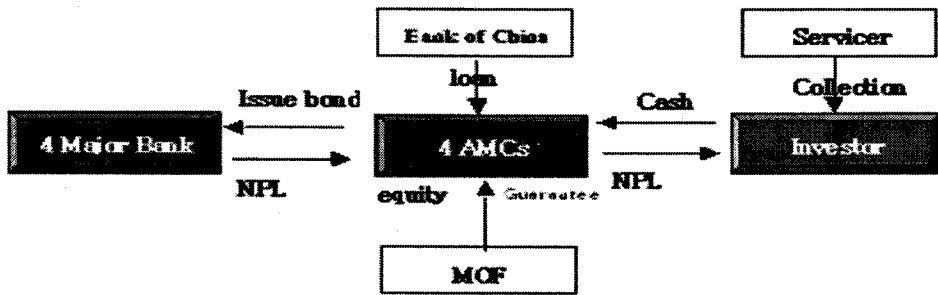 Bank of China
Servicer
loan
Collection
Issue bond
Cash
4 Major Bank
4 AMCs
Investor
NPL
equity
Guarantee
NPL
MOF